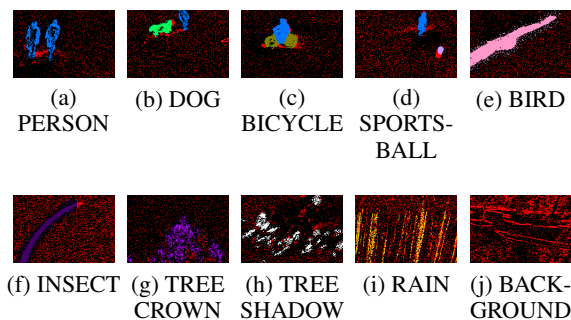 (a)
PERSON
(b) DOG
(c)
BICYCLE
(d)
SPORTS-
BALL
(e) BIRD
(f) INSECT
(g) TREE
CROWN
(h) TREE
SHADOW
(i) RAIN
(j) BACK-
GROUND